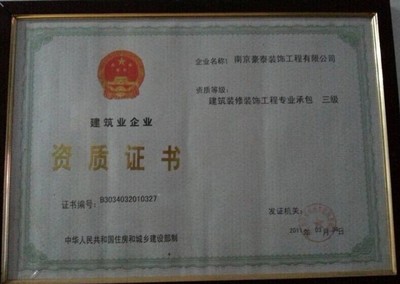 企业名称：南京豪泰装饰工程有限公司
资质等级：
建筑装修装饰工程专业承包 三级
建筑业企业
资质证书
证书编号：B3034032010327
发证机关：
中华人民共和国住房和城乡建设部制